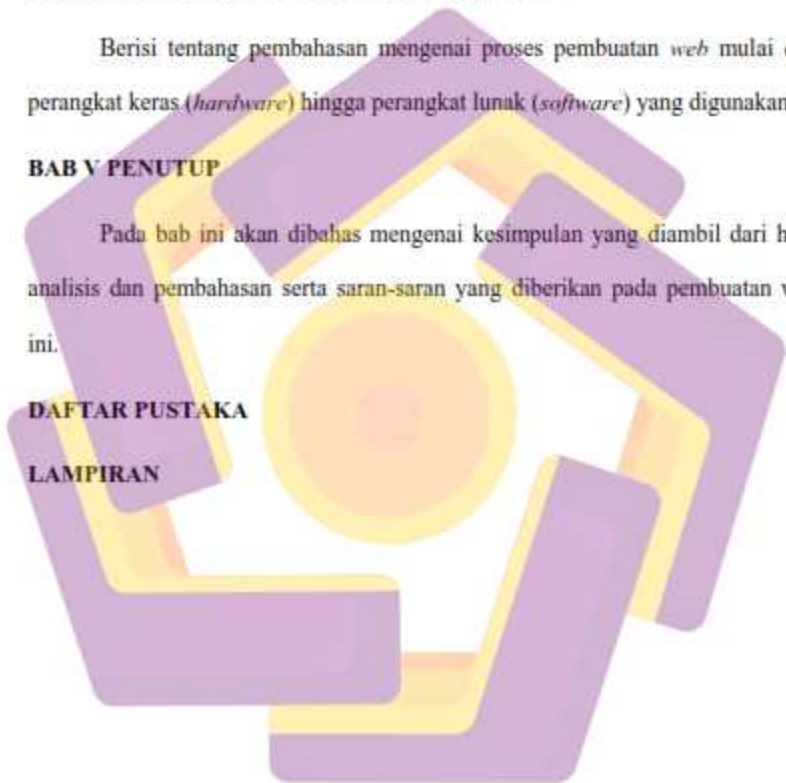 Berisi tentang pembahasan mengenai proses pembuatan web mulai
perangkat keras (hardware) hingga perangkat lunak (software) yang digunakan
BAB V PENUTUP
Pada bab ini akan dibahas mengenai kesimpulan yang diambil dari
analisis dan pembahasan serta saran-saran yang diberikan pada pembuatan
ini.
DAFTAR PUSTAKA
LAMPIRAN